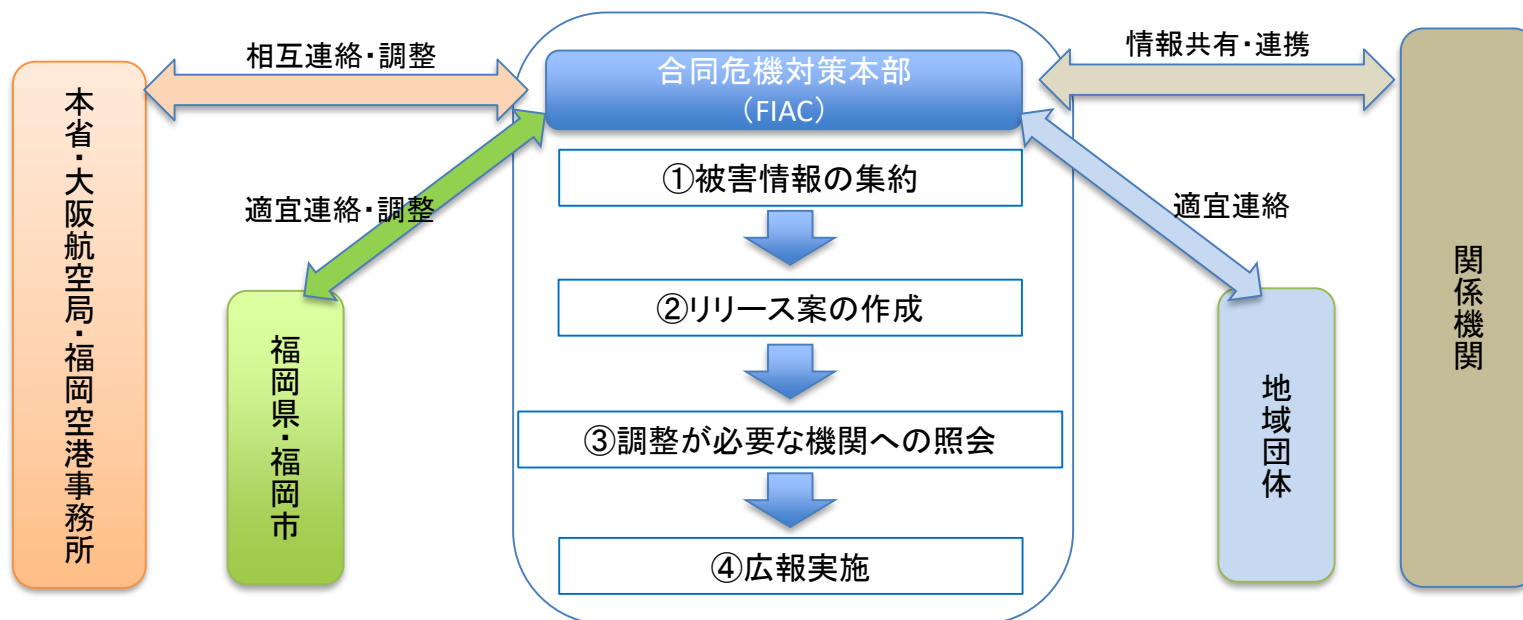 相互連絡・調整
情報共有・連携
合同危機対策本部
（FIAC）
本省・大阪航空局・福岡空港事務所
①被害情報の集約
適宜連絡・調整
適宜連絡
関係機関
②リリース案の作成
福岡県・福岡市
地域団体
③調整が必要な機関への照会
④広報実施